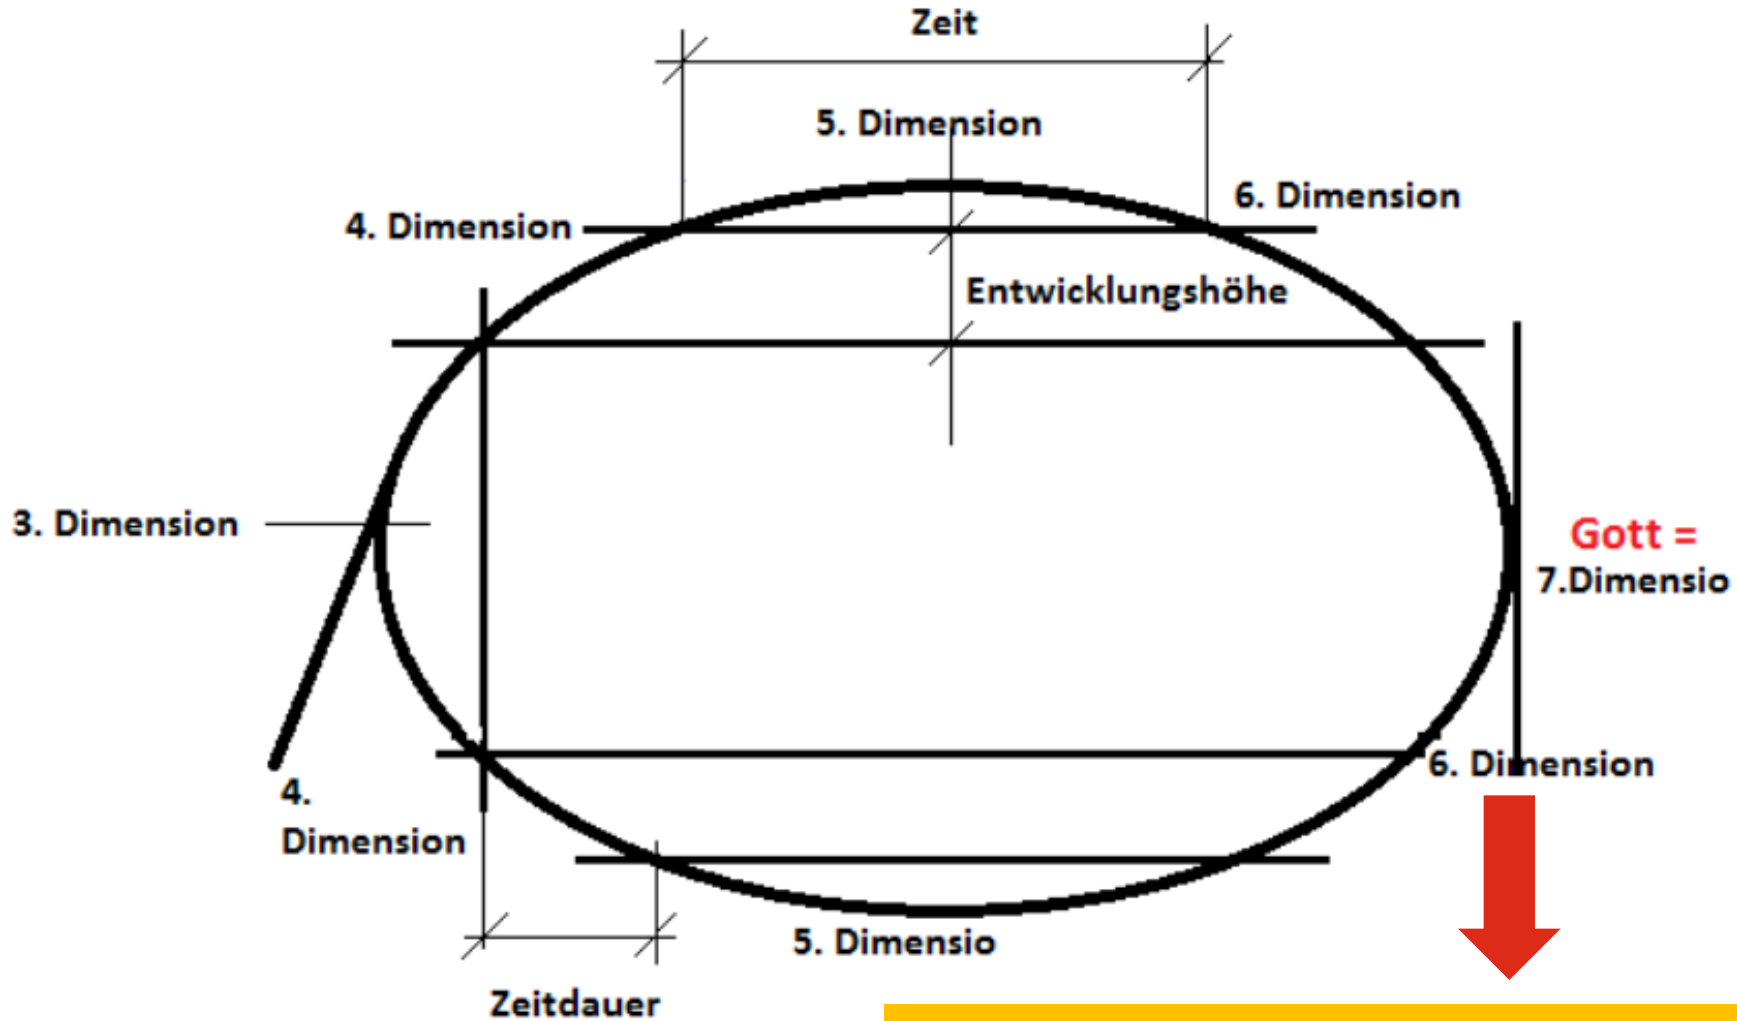 Zeit
5. Dimension
6. Dimension
4. Dimension
Entwicklungshöhe
3. Dimension
Gott =
7.Dimensio
6. Dimension
4.
Dimension
5. Dimensio
Zeitdauer